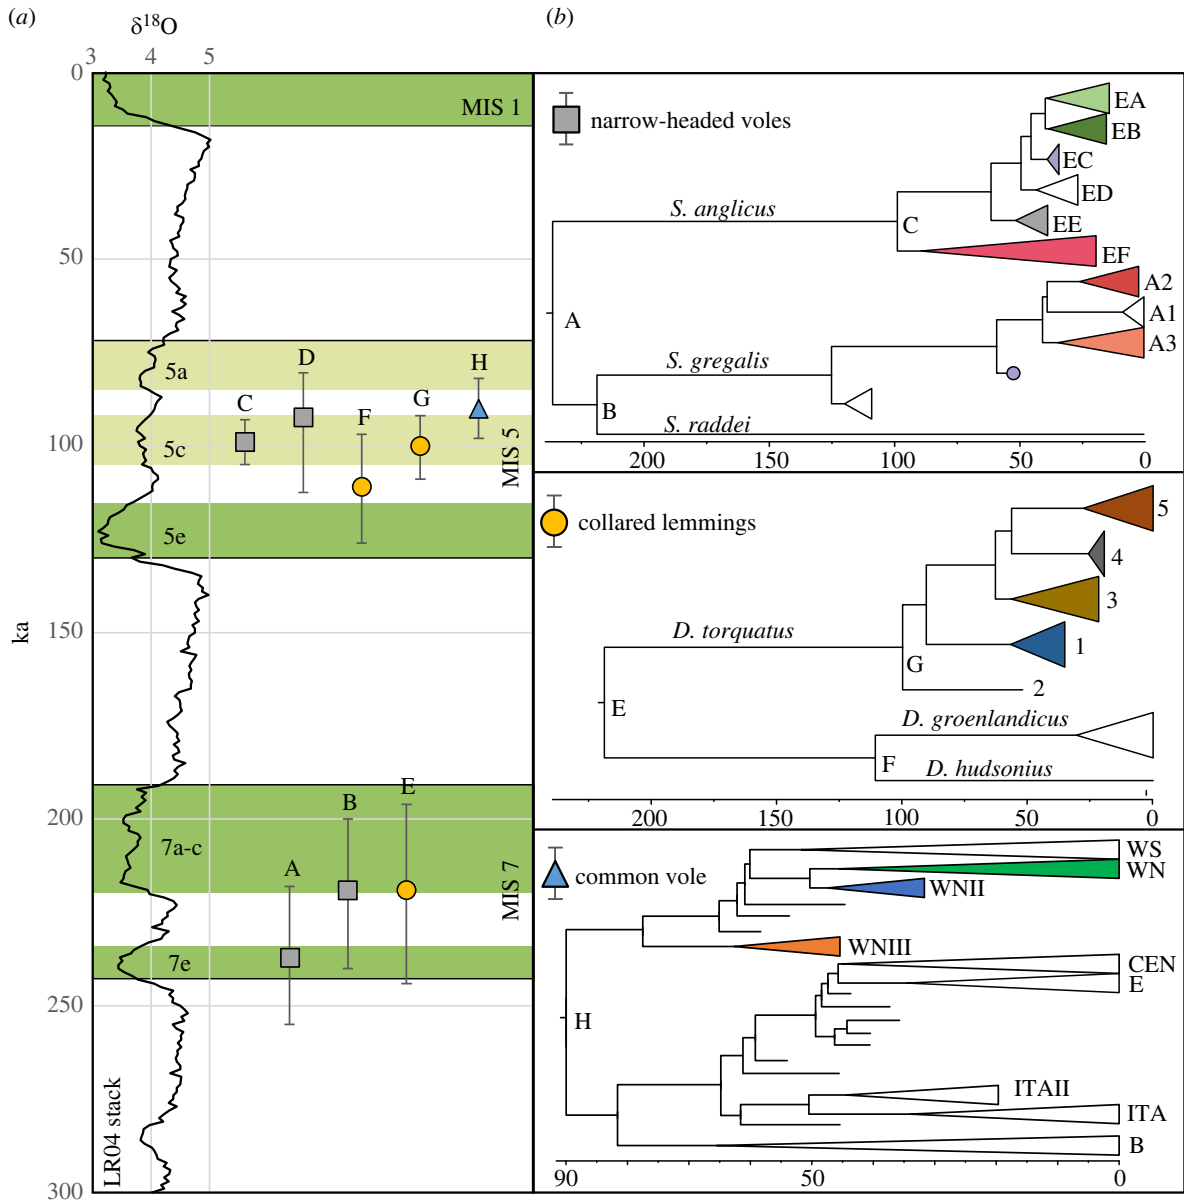 (a)
δ18O
3 4 5
0
50
100
150
200
250
300
ka
MIS 1
5a
5c
5e
MIS 5
C
D
F
G
H
7a-c
7e
MIS 7
A
B
E
LR04 stack
(b)
narrow-headed voles
EA
EB
EC
ED
EE
EF
A2
A1
A3
S. anglicus
S. gregalis
S. raddei
A
B
C
200 150 100 50 0
collared lemmings
5
4
3
1
2
D. torquatus
D. groenlandicus
D. hudsonius
E
G
F
200 150 100 50 0
common vole
WS
WN
WNII
WNIII
CEN
E
H
ITAII
ITA
B
90 50 0